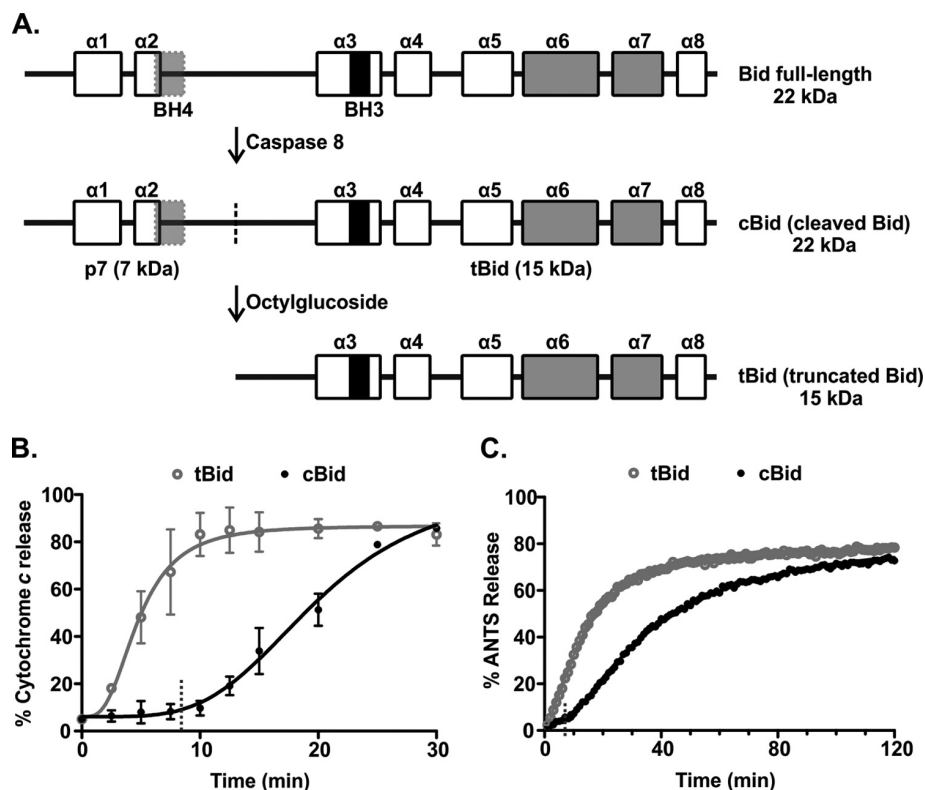 A.
α1 α2 α3 α4 α5 α6 α7 α8
BH4 BH3
Bid full-length
22 kDa
Caspase 8
α1 α2 α3 α4 α5 α6 α7 α8
cBid (cleaved Bid)
22 kDa
p7 (7 kDa) tBid (15 kDa)
Octylglucoside
α3 α4 α5 α6 α7 α8
tBid (truncated Bid)
15 kDa
B.
tBid cBid
% Cytochrome c release
100
80
60
40
20
0
0 10 20 30
Time (min)
C.
tBid cBid
% ANTS Release
100
80
60
40
20
0
0 40 80 120
Time (min)